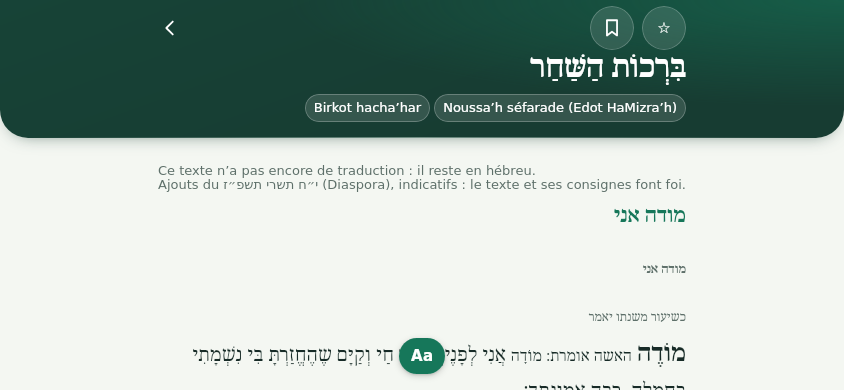 ☆
בִּרְכוֹת הַשַּׁחַר
Noussa’h séfarade (Edot HaMizra’h) Birkot hacha’har
Ce texte n’a pas encore de traduction : il reste en hébreu.
Ajouts du י״ח תשרי תשפ״ז (Diaspora), indicatifs : le texte et ses consignes font foi.
מודה אני
מודה אני
כשיעור משנתו יאמר
מוֹדֶה האשה אומרת: מוֹדָה אֲנִי לְפָנֶי חַי וְקַיָּם שֶׁהֶחֱזַרְתָּ בִּי נִשְׁמָתִי
Aa